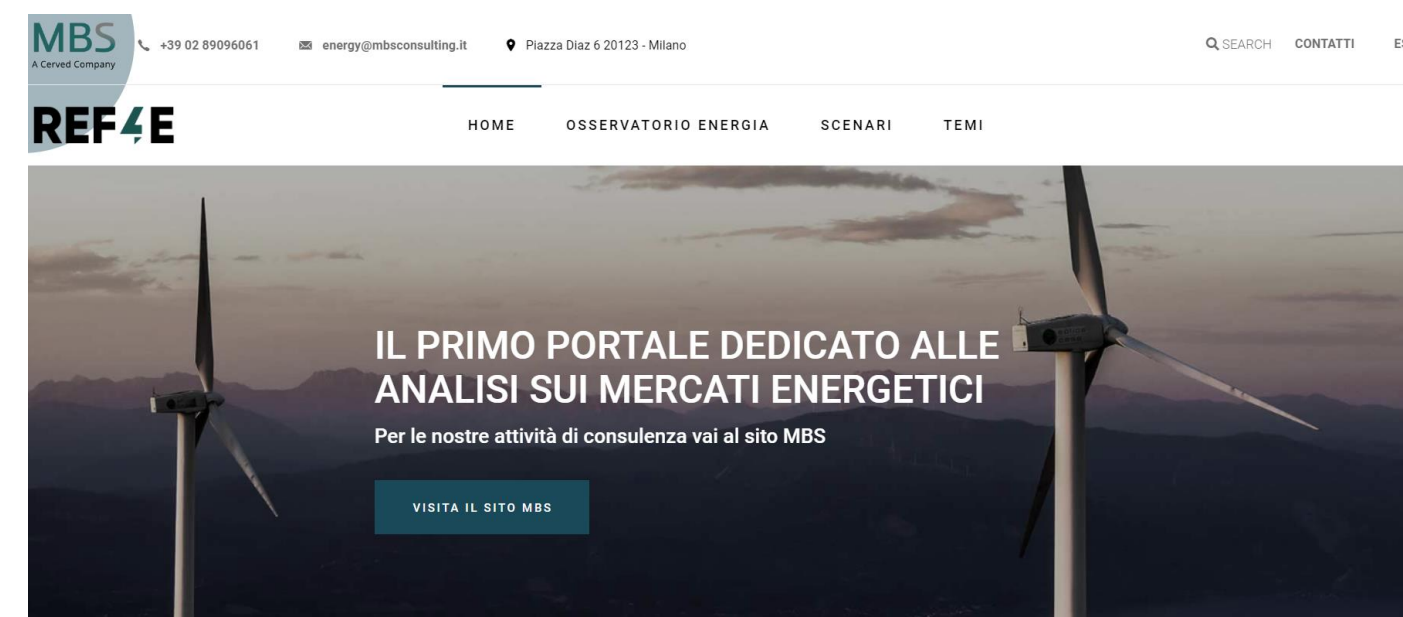 MBS
A Cerved Company
+39 02 89096061 energy@mbsconsulting.it Piazza Diaz 6 20123 - Milano SEARCH CONTATTI
REF4E
HOME OSSERVATORIO ENERGIA SCENARI TEMI
IL PRIMO PORTALE DEDICATO ALLE
ANALISI SUI MERCATI ENERGETICI
Per le nostre attività di consulenza vai al sito MBS
VISITA IL SITO MBS